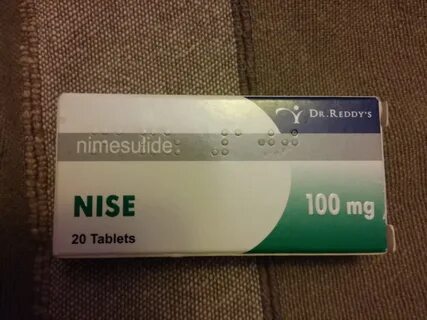 DR.REDDY'S
nimesulide
NISE
100 mg
20 Tablets